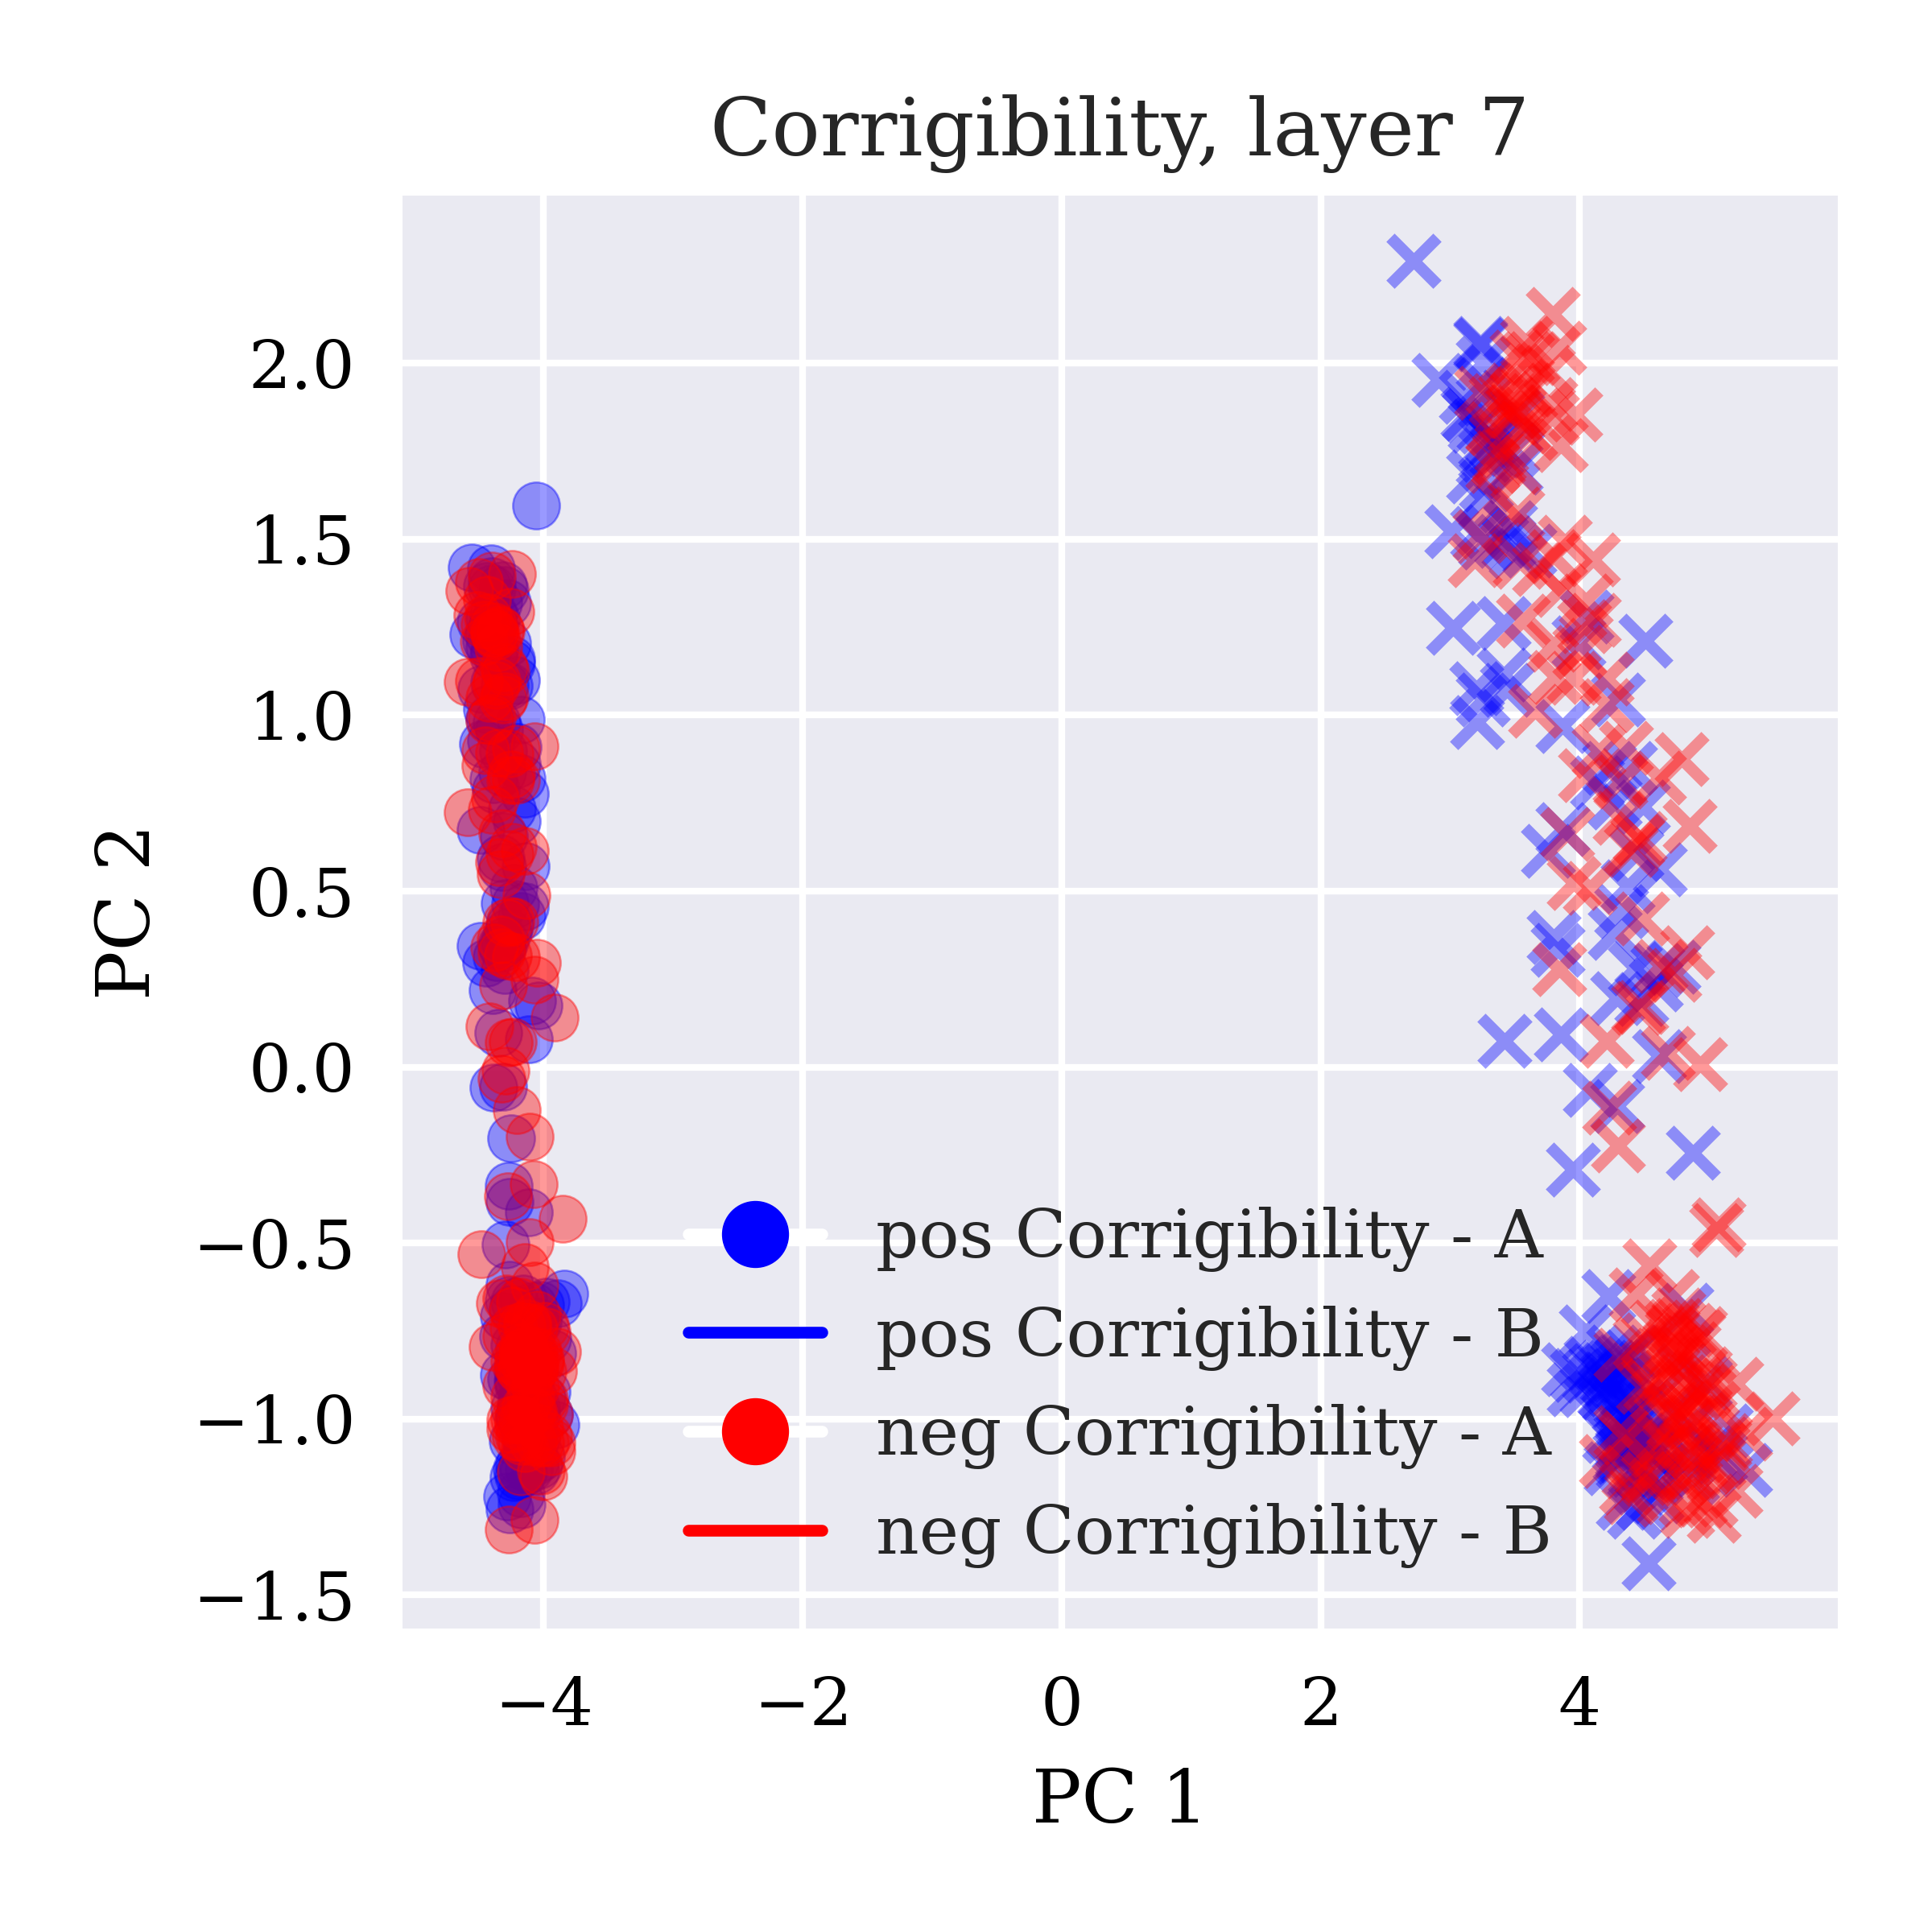 Corrigibility, layer 7
PC 2
2.0
1.5
1.0
0.5
0.0
−0.5
−1.0
−1.5
pos Corrigibility - A
pos Corrigibility - B
neg Corrigibility - A
neg Corrigibility - B
−4 −2 0 2 4
PC 1